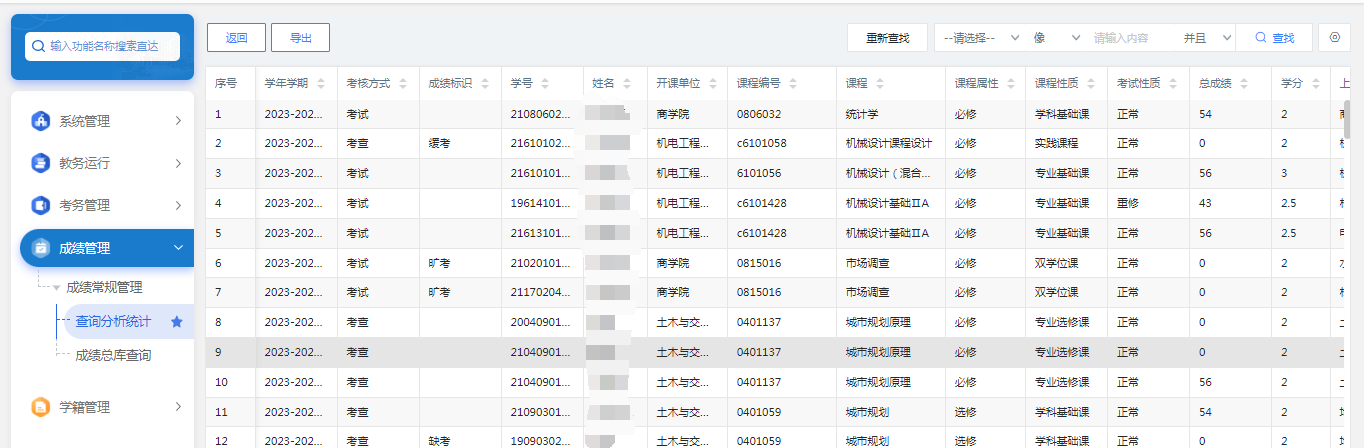 输入功能名称搜索直达
系统管理
教务运行
考务管理
成绩管理
成绩常规管理
查询分析统计
成绩总库查询
学籍管理
返回 导出 重新查找 --请选择-- 像 请输入内容 并且 查找
序号 学年学期 考核方式 成绩标识 学号 姓名 开课单位 课程编号 课程 课程属性 课程性质 考试性质 总成绩 学分 上
1 2023-202... 考试 21080602... 商学院 0806032 统计学 必修 学科基础课 正常 54 2
2 2023-202... 考查 缓考 21610102... 机电工程... c6101058 机械设计课程设计 必修 实践课程 正常 0 2
3 2023-202... 考试 21610101... 机电工程... 6101056 机械设计（混合... 必修 专业基础课 正常 56 3
4 2023-202... 考试 19614101... 机电工程... c6101428 机械设计基础ⅡA 必修 专业基础课 重修 43 2.5
5 2023-202... 考试 21613101... 机电工程... c6101428 机械设计基础ⅡA 必修 专业基础课 正常 56 2.5
6 2023-202... 考试 旷考 21020101... 商学院 0815016 市场调查 必修 双学位课 正常 0 2
7 2023-202... 考试 旷考 21170204... 商学院 0815016 市场调查 必修 双学位课 正常 0 2
8 2023-202... 考查 20040901... 土木与交... 0401137 城市规划原理 必修 专业选修课 正常 0 2
9 2023-202... 考查 21040901... 土木与交... 0401137 城市规划原理 必修 专业选修课 正常 0 2
10 2023-202... 考查 21040901... 土木与交... 0401137 城市规划原理 必修 专业选修课 正常 56 2
11 2023-202... 考查 21090301... 土木与交... 0401059 城市规划 选修 学科基础课 正常 54 2
12 2023-202... 考查 缺考 19090302... 土木与交... 0401059 城市规划 选修 学科基础课 正常 0 2